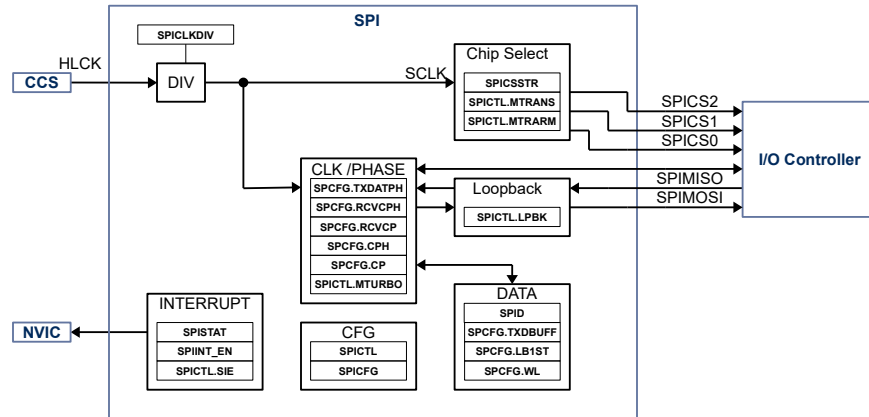 SPI
SPICLKDIV
HLCK
CCS
DIV
SCLK
Chip Select
SPICSSTR
SPICTL.MTRANS
SPICTL.MTRARM
SPICS2
SPICS1
SPICS0
I/O Controller
CLK /PHASE
SPCFG.TXDATPH
SPCFG.RCVCPH
SPCFG.RCVCP
SPCFG.CPH
SPCFG.CP
SPICTL.MTURBO
Loopback
SPICTL.LPBK
SPIMISO
SPIMOSI
INTERRUPT
SPISTAT
SPIINT_EN
SPICTL.SIE
NVIC
CFG
SPICTL
SPICFG
DATA
SPID
SPCFG.TXDBUFF
SPCFG.LB1ST
SPCFG.WL